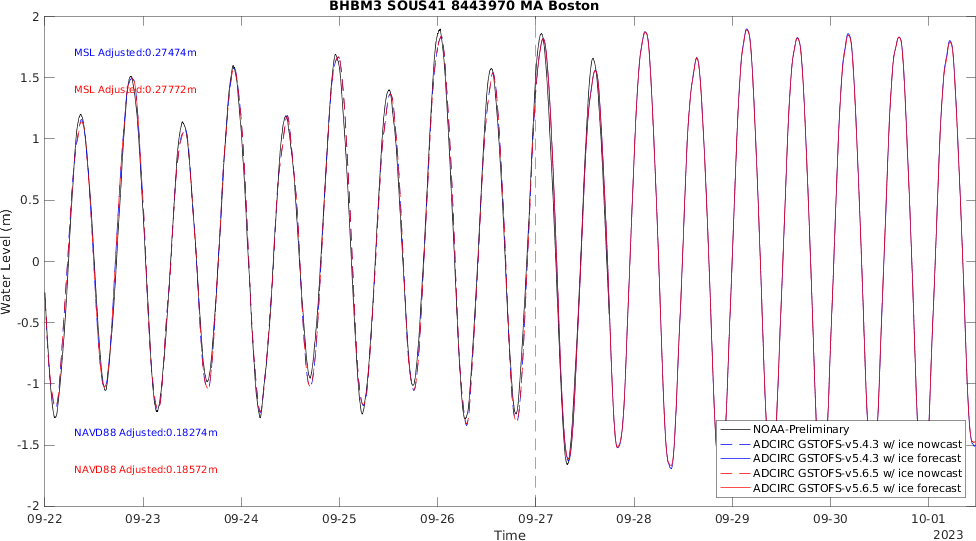 BHBM3 SOUS41 8443970 MA Boston
2
1.5
1
0.5
0
-0.5
-1
-1.5
-2
Water Level (m)
MSL Adjusted:0.27474m
MSL Adjusted:0.27772m
NAVD88 Adjusted:0.18274m
NAVD88 Adjusted:0.18572m
NOAA-Preliminary
ADCIRC GSTOFS-v5.4.3 w/ ice nowcast
ADCIRC GSTOFS-v5.4.3 w/ ice forecast
ADCIRC GSTOFS-v5.6.5 w/ ice nowcast
ADCIRC GSTOFS-v5.6.5 w/ ice forecast
09-22 09-23 09-24 09-25 09-26 09-27 09-28 09-29 09-30 10-01
Time
2023